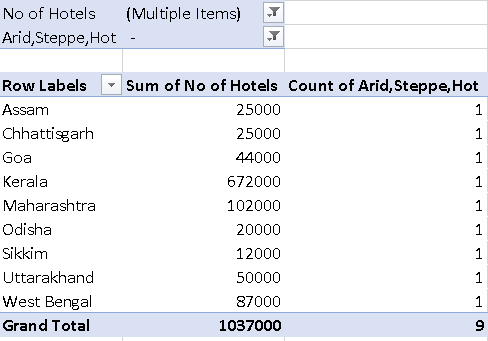 No of Hotels (Multiple Items)
Arid,Steppe,Hot -
Row Labels Sum of No of Hotels Count of Arid,Steppe,Hot
Assam 25000 1
Chhattisgarh 25000 1
Goa 44000 1
Kerala 672000 1
Maharashtra 102000 1
Odisha 20000 1
Sikkim 12000 1
Uttarakhand 50000 1
West Bengal 87000 1
Grand Total 1037000 9